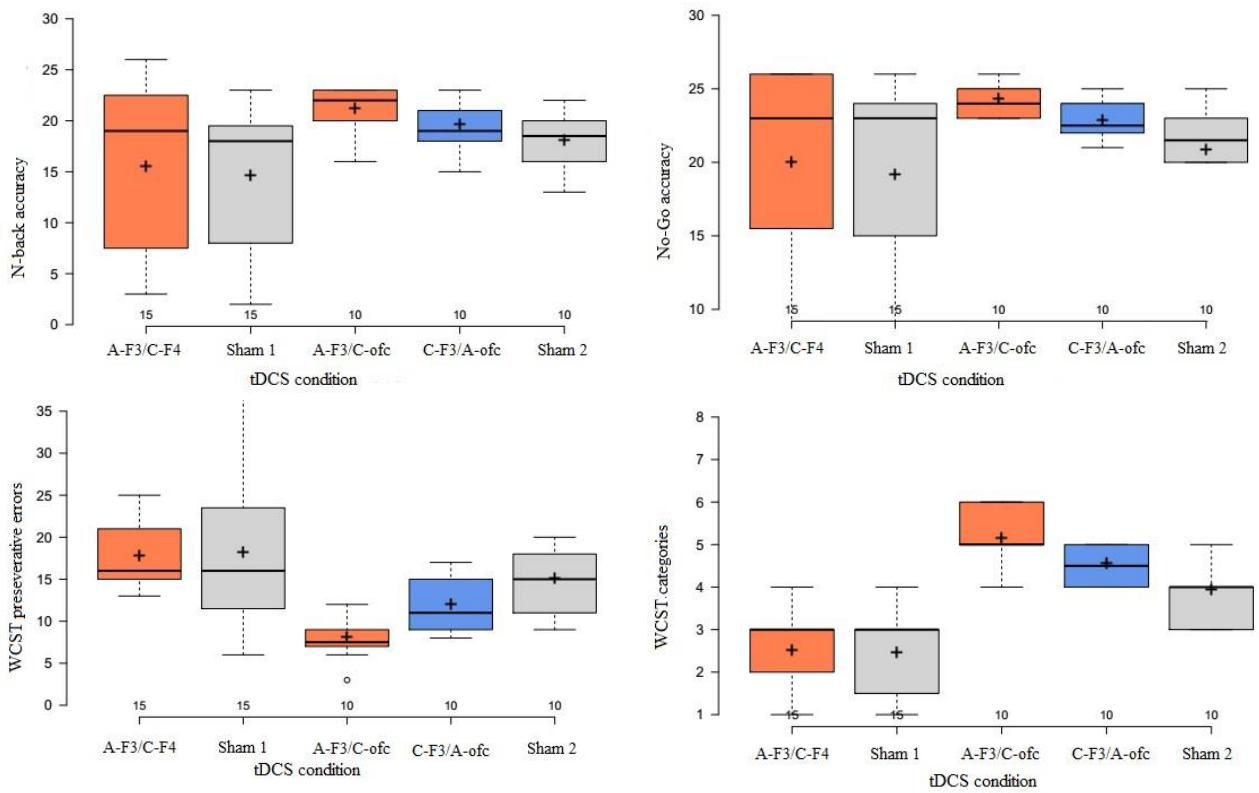 N-back accuracy
30
25
20
15
10
5
0
15 15 10 10 10
A-F3/C-F4 Sham 1 A-F3/C-ofc C-F3/A-ofc Sham 2
tDCS condition
No-Go accuracy
30
25
20
15
10
15 15 10 10 10
A-F3/C-F4 Sham 1 A-F3/C-ofc C-F3/A-ofc Sham 2
tDCS condition
WCST preseverative errors
35
30
25
20
15
10
5
0
15 15 10 10 10
A-F3/C-F4 Sham 1 A-F3/C-ofc C-F3/A-ofc Sham 2
tDCS condition
WCST categories
8
7
6
5
4
3
2
1
15 15 10 10 10
A-F3/C-F4 Sham 1 A-F3/C-ofc C-F3/A-ofc Sham 2
tDCS condition